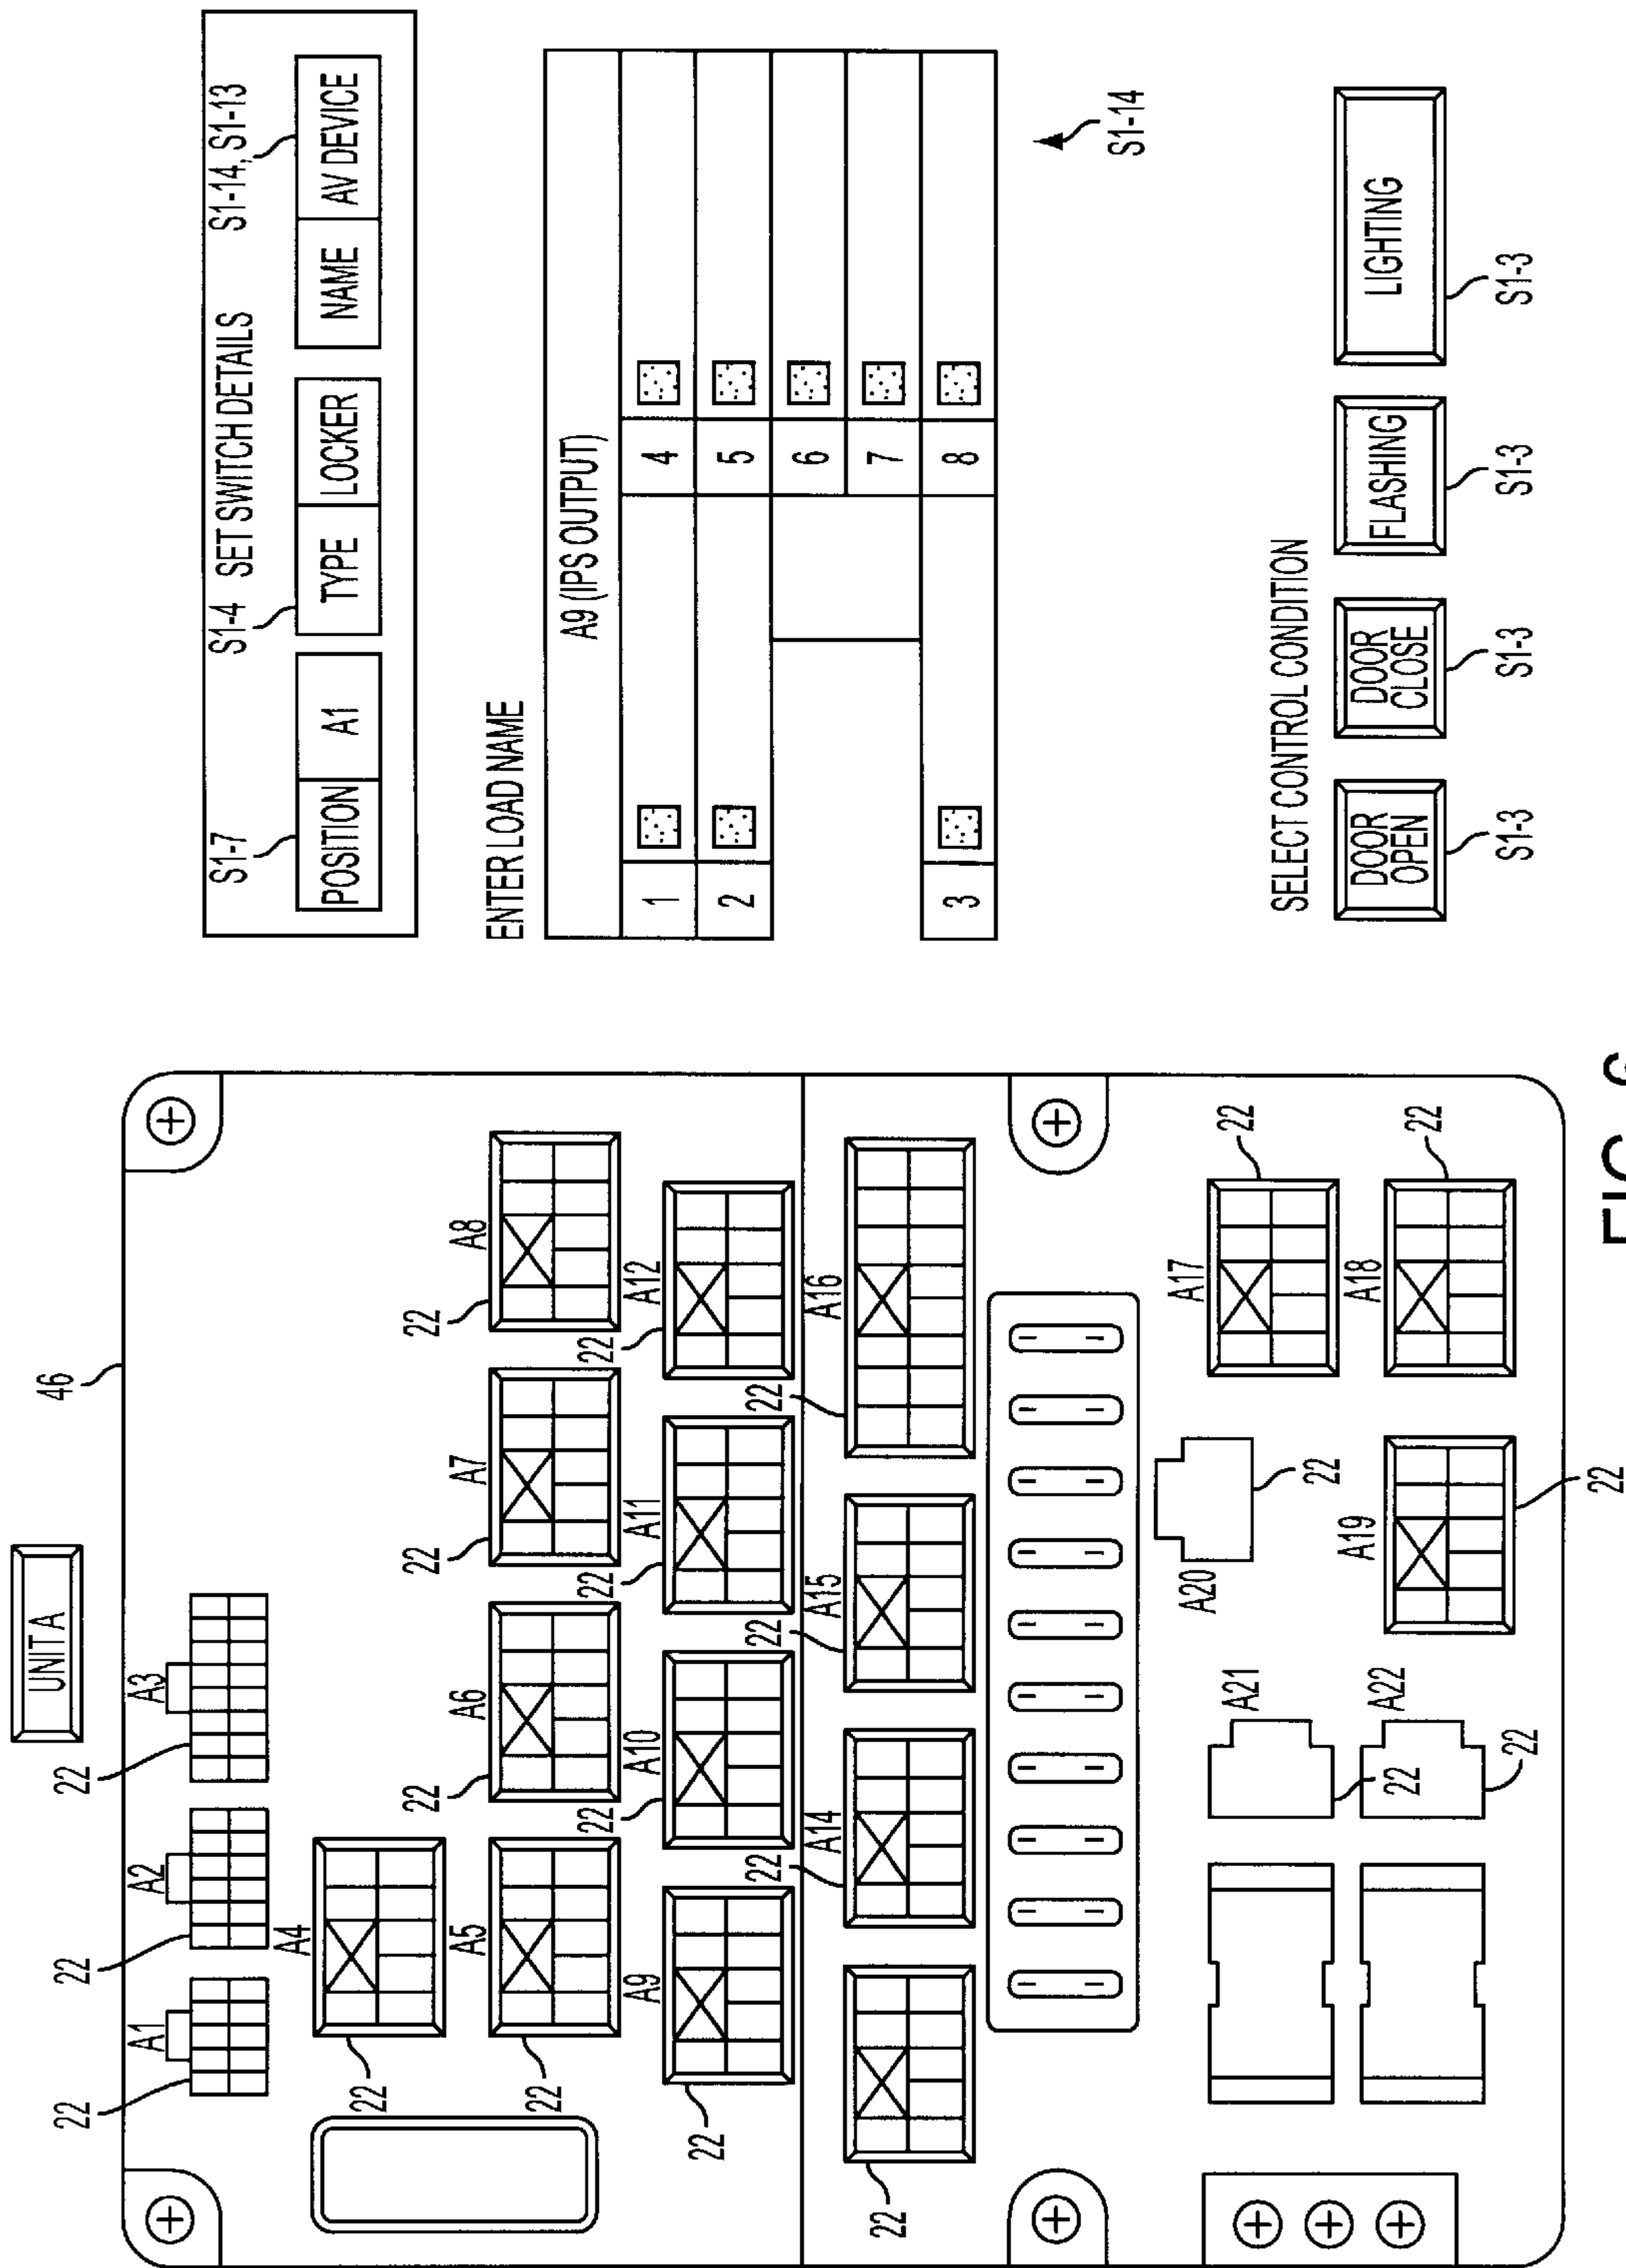 UNIT A
46
22 A1
22 A2
22 A3
A4
22
A5
22
22 A6
22 A7
22 A8
A9
22
22 A10
22 A11
22 A12
22
22 A14
22 A15
22 A16
A17
22
A18
22
A19
22
A20
22
A21
22
A22
22
S1-7
S1-4
SET SWITCH DETAILS
S1-14, S1-13
POSITION A1 TYPE LOCKER NAME AV DEVICE
ENTER LOAD NAME
A9 (IPS OUTPUT)
1 4
2 5
6
7
3 8
S1-14
SELECT CONTROL CONDITION
DOOR OPEN
DOOR CLOSE
FLASHING
LIGHTING
S1-3 S1-3 S1-3 S1-3